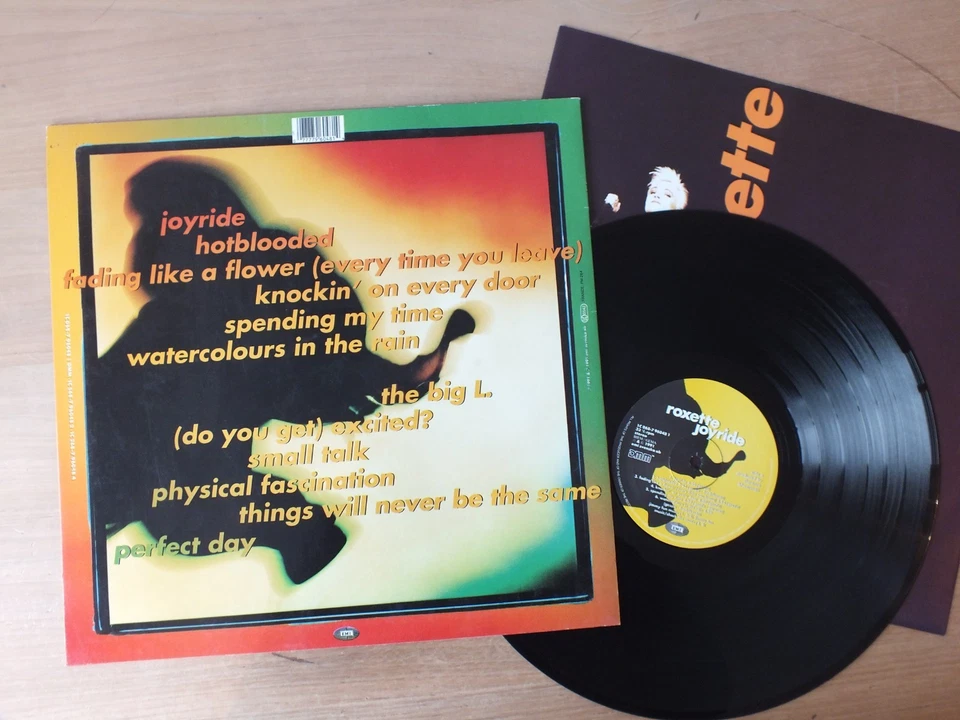 joyride
hotblooded
fading like a flower (every time you leave)
knockin' on every door
spending my time
watercolours in the rain
the big L.
(do you get) excited?
small talk
physical fascination
things will never be the same
perfect day
EMI
ette
roxette
joyride
EMI